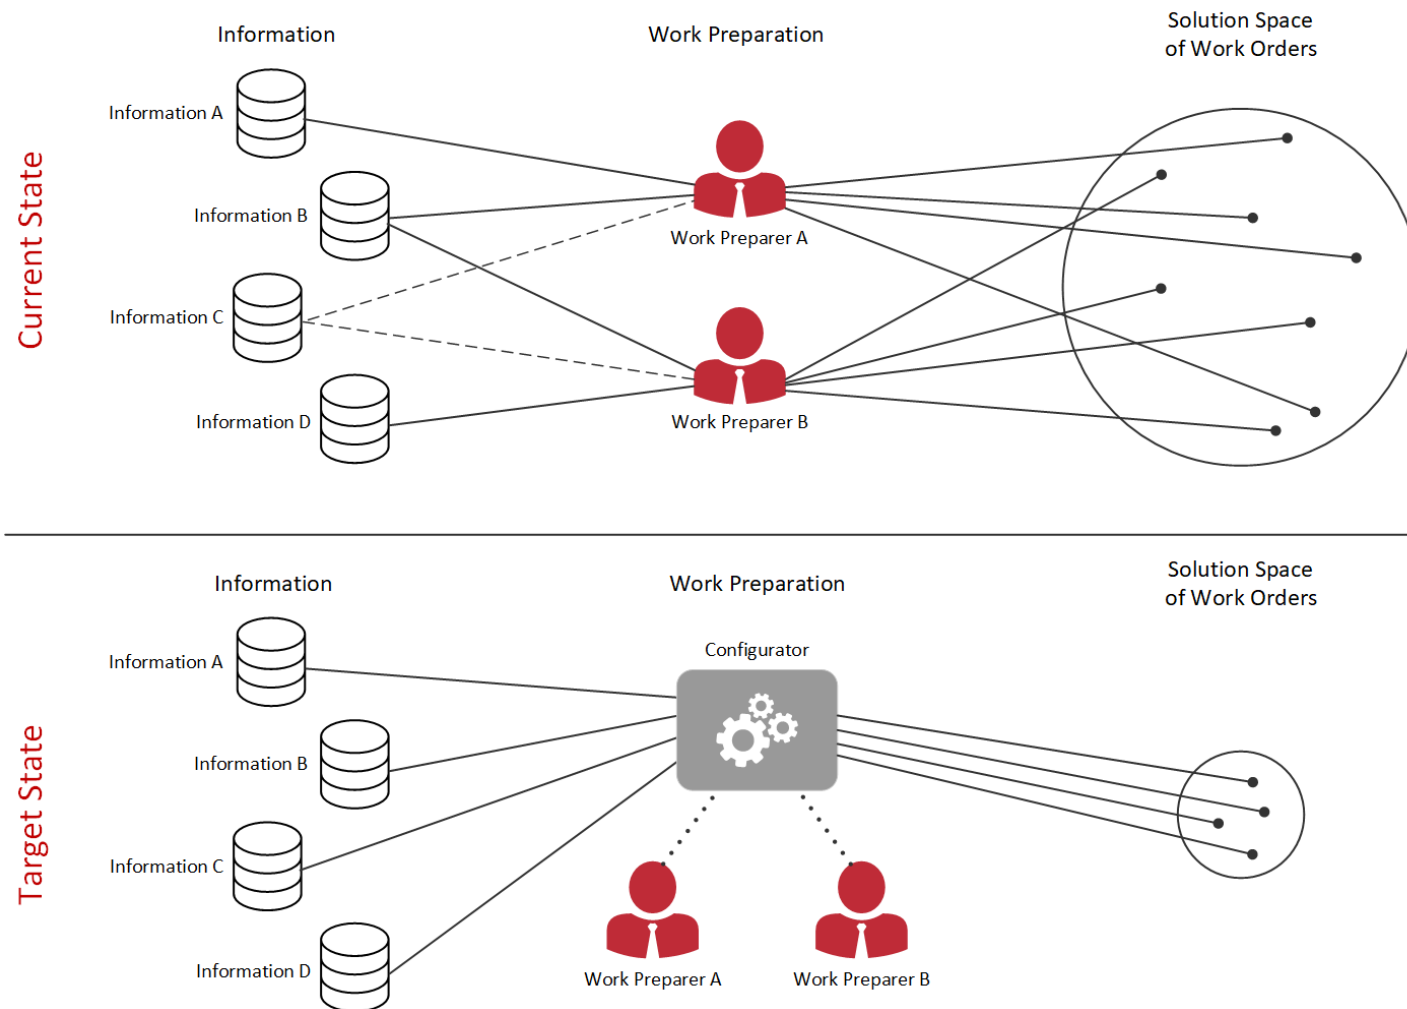 Information
Work Preparation
Solution Space
of Work Orders
Current State
Information A
Information B
Information C
Information D
Work Preparer A
Work Preparer B
Information
Work Preparation
Solution Space
of Work Orders
Target State
Configurator
Information A
Information B
Information C
Information D
Work Preparer A
Work Preparer B